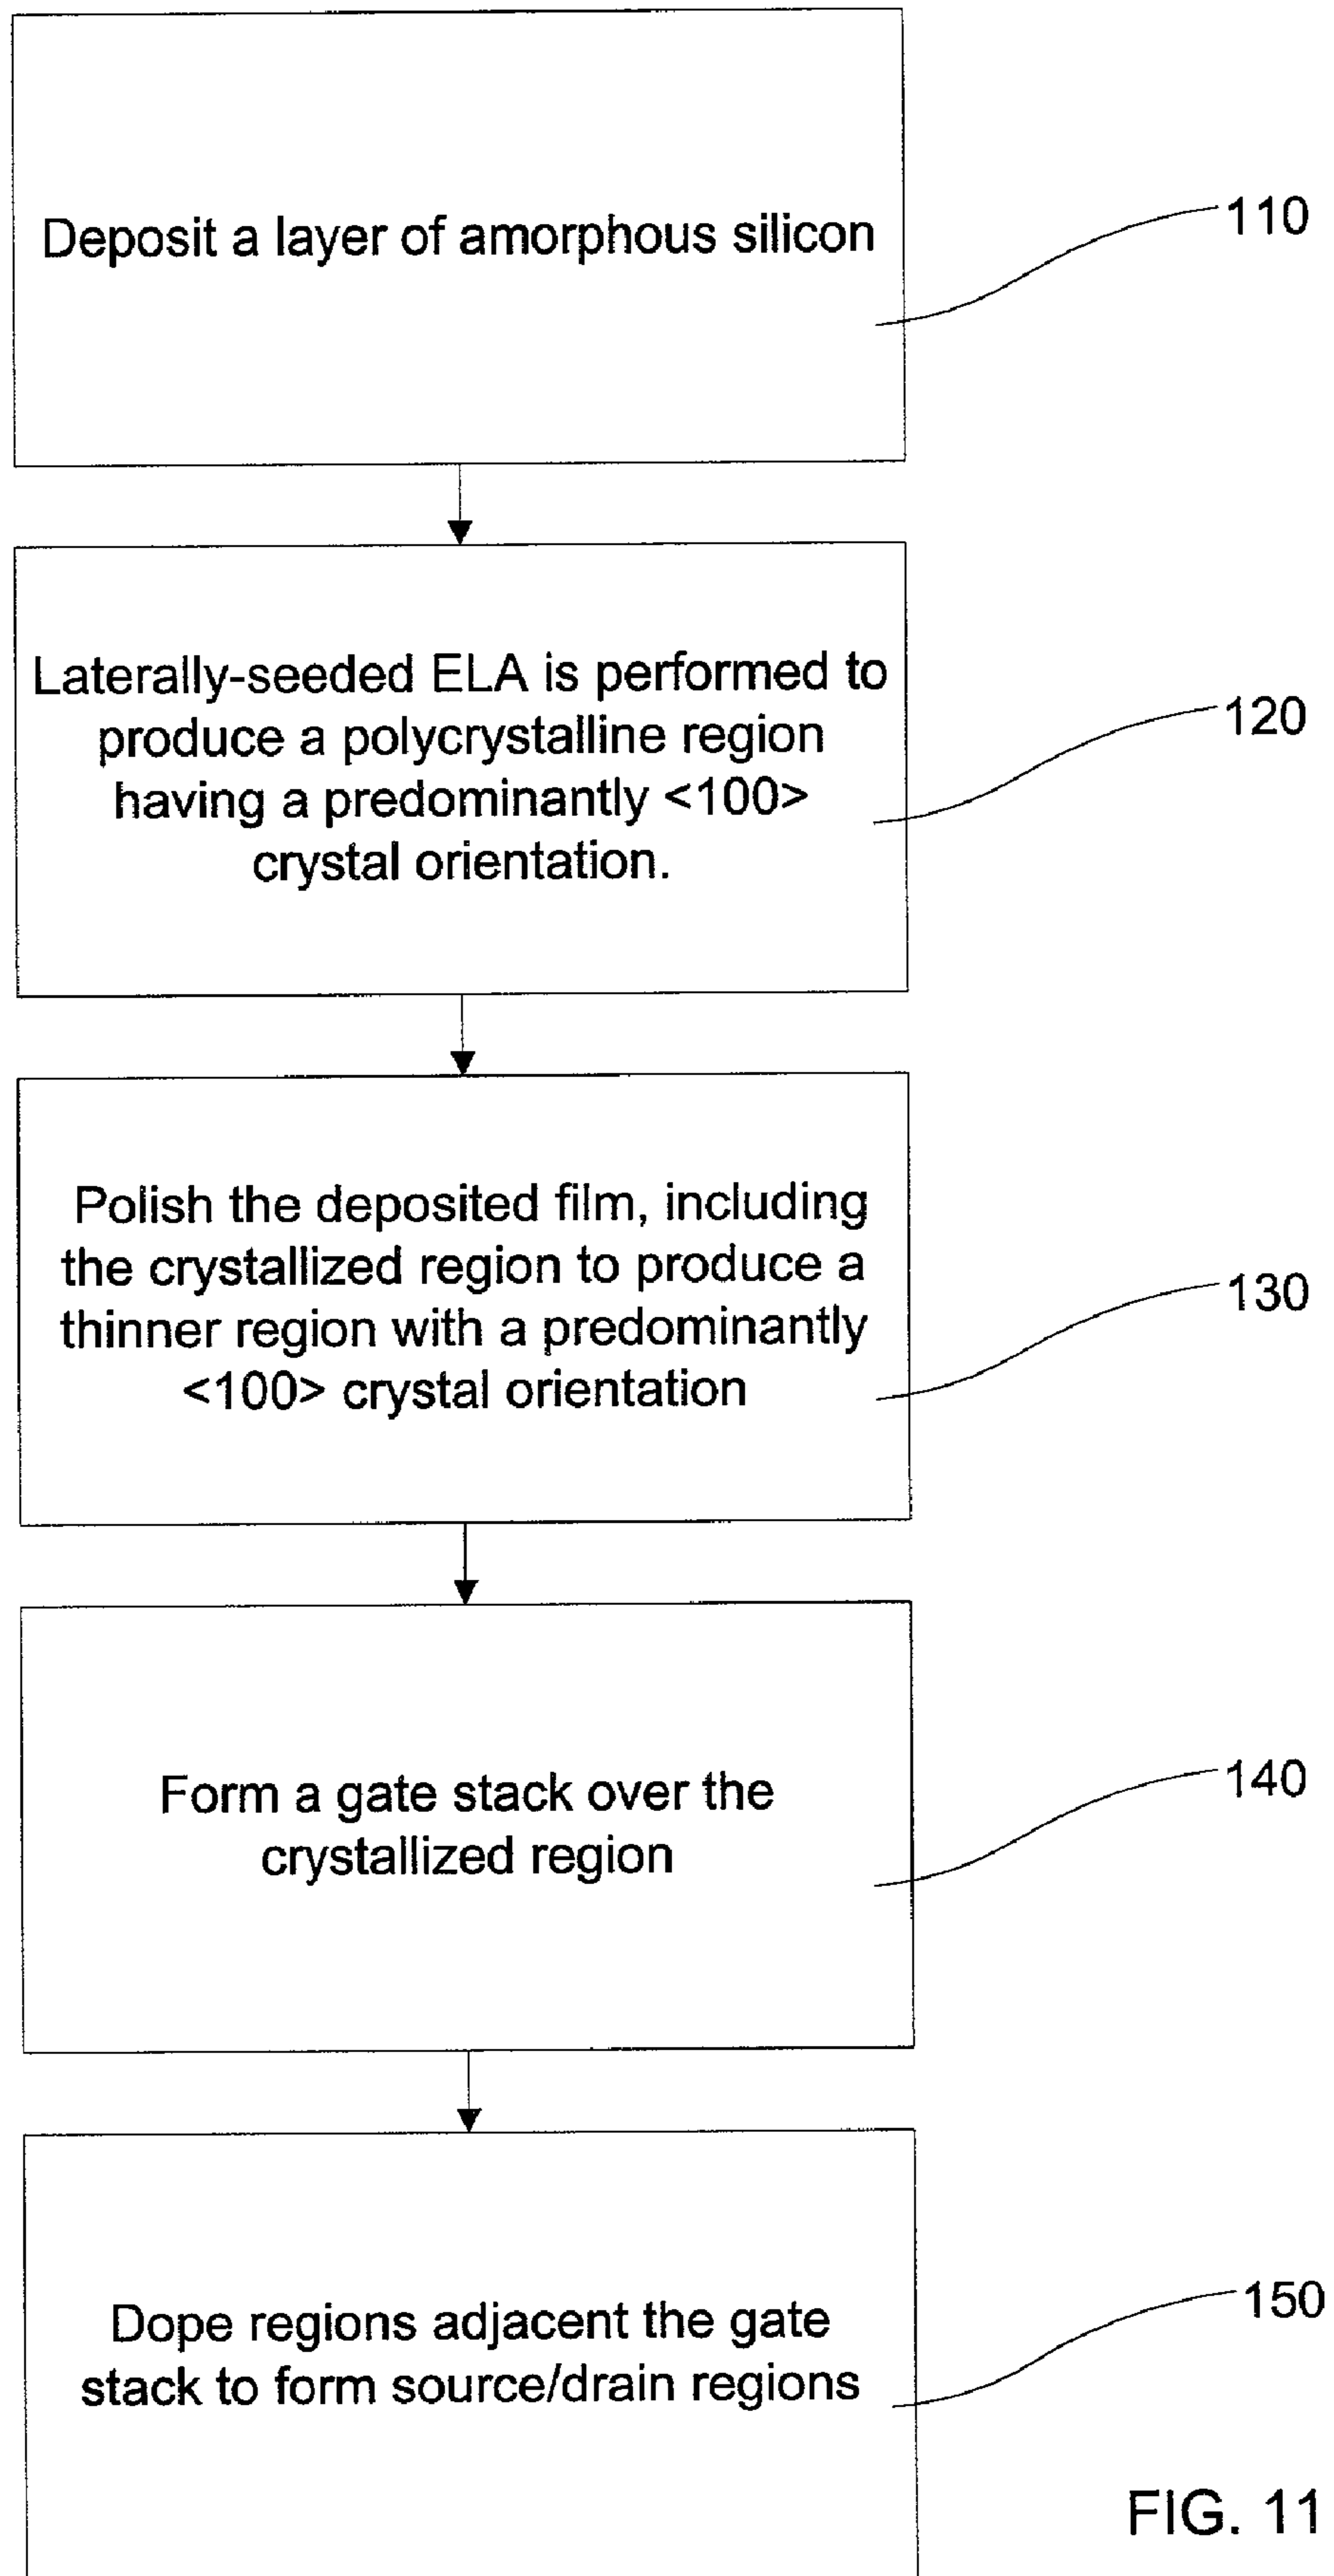 Deposit a layer of amorphous silicon
110
Laterally-seeded ELA is performed to
produce a polycrystalline region
having a predominantly <100>
crystal orientation.
120
Polish the deposited film, including
the crystallized region to produce a
thinner region with a predominantly
<100> crystal orientation
130
Form a gate stack over the
crystallized region
140
Dope regions adjacent the gate
stack to form source/drain regions
150
FIG. 11